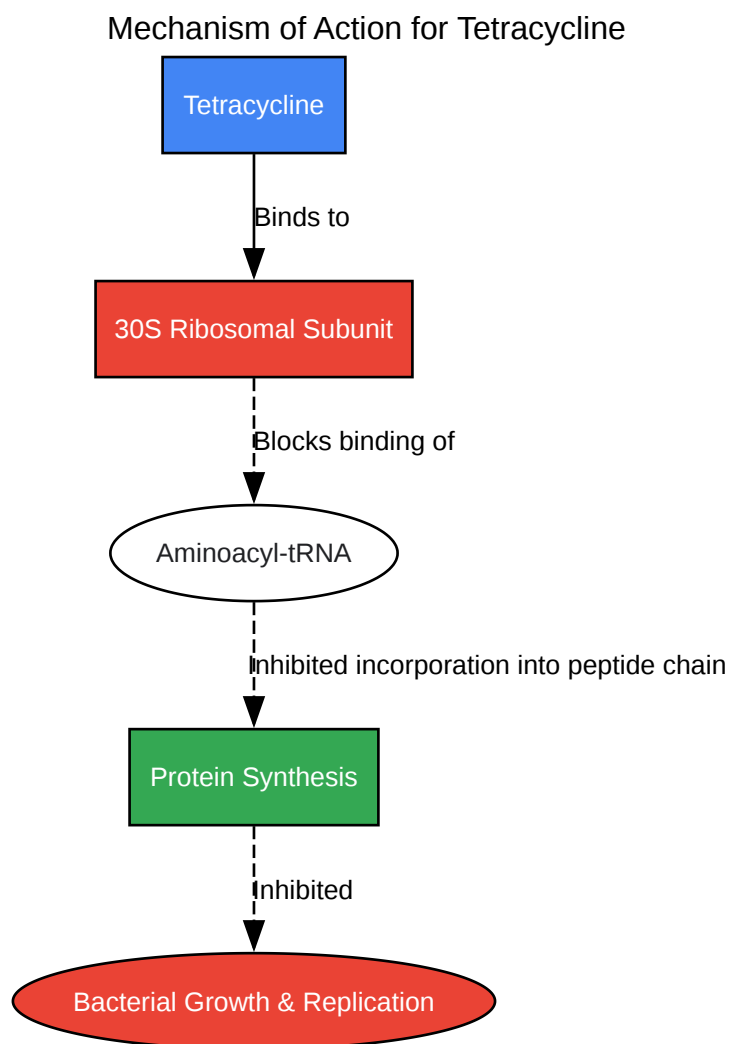 Mechanism of Action for Tetracycline
Tetracycline
Binds to
30S Ribosomal Subunit
Blocks binding of
Aminoacyl-tRNA
Inhibited incorporation into peptide chain
Protein Synthesis
Inhibited
Bacterial Growth & Replication